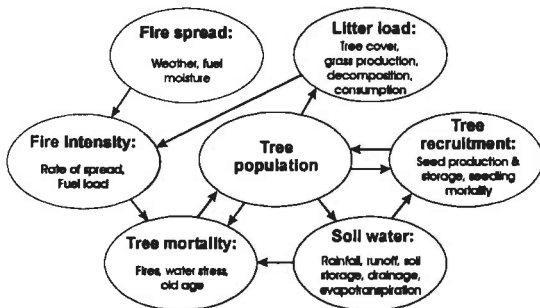 Fire spread:
Weather, fuel
moisture
Litter load:
Tree cover,
grass production,
decomposition,
consumption
Fire intensity:
Rate of spread,
Fuel load
Tree
population
Tree
recruitment:
Seed production &
storage, seedling
mortality
Tree mortality:
Fires, water stress,
old age
Soil water:
Rainfall, runoff, soil
storage, drainage,
evapotranspiration